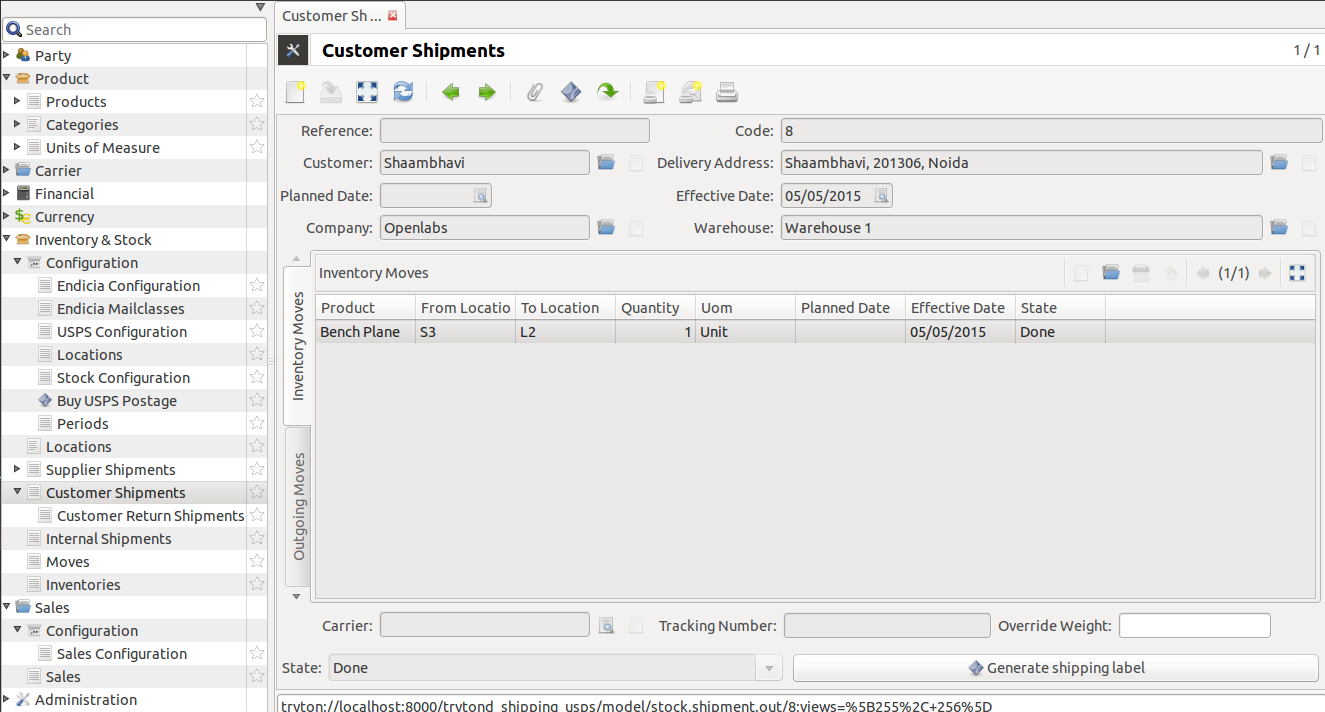 Customer Sh ...
Search
Customer Shipments
1 / 1
Party
Product
Products
Categories
Units of Measure
Carrier
Financial
Currency
Inventory & Stock
Configuration
Endicia Configuration
Endicia Mailclasses
USPS Configuration
Locations
Stock Configuration
Buy USPS Postage
Periods
Locations
Supplier Shipments
Customer Shipments
Customer Return Shipments
Internal Shipments
Moves
Inventories
Sales
Configuration
Sales Configuration
Sales
Administration
Reference:
Code: 8
Customer: Shaambhavi
Delivery Address: Shaambhavi, 201306, Noida
Planned Date:
Effective Date: 05/05/2015
Company: Openlabs
Warehouse: Warehouse 1
Inventory Moves
Outgoing Moves
Inventory Moves
(1/1)
Product From Locatio To Location Quantity Uom Planned Date Effective Date State
Bench Plane S3 L2 1 Unit 05/05/2015 Done
Carrier:
Tracking Number:
Override Weight:
State: Done
Generate shipping label
tryton://localhost:8000/trytond_shipping_usps/model/stock.shipment.out/8;views=%5B255%2C+256%5D